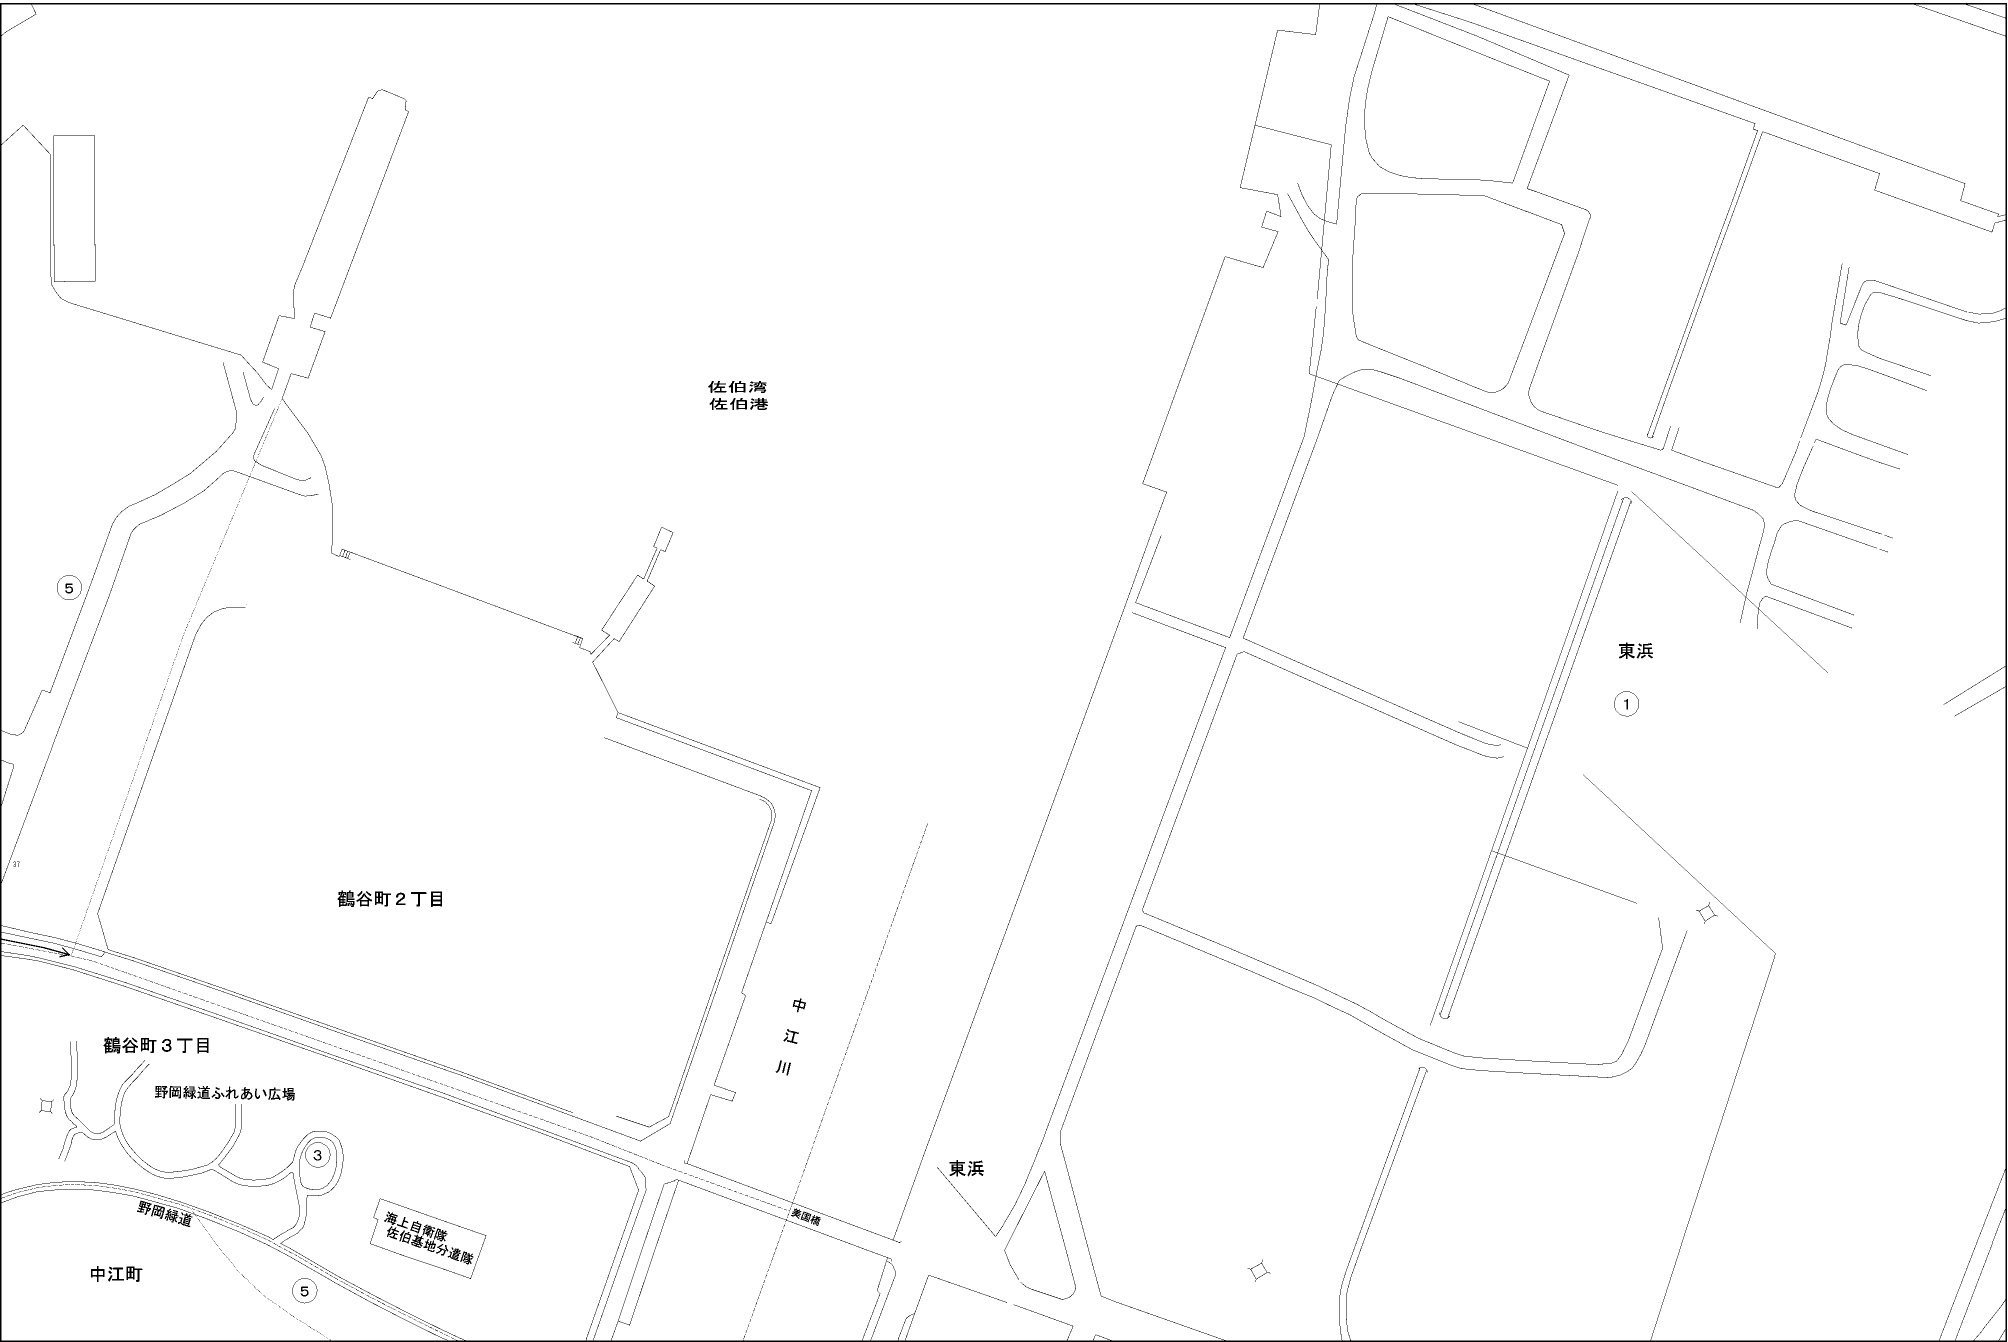 佐伯湾
佐伯港
5
東浜
1
37
鶴谷町2丁目
中江川
鶴谷町3丁目
野岡緑道ふれあい広場
3
東浜
野岡緑道
海上自衛隊
佐伯基地分遣隊
美国橋
中江町
5